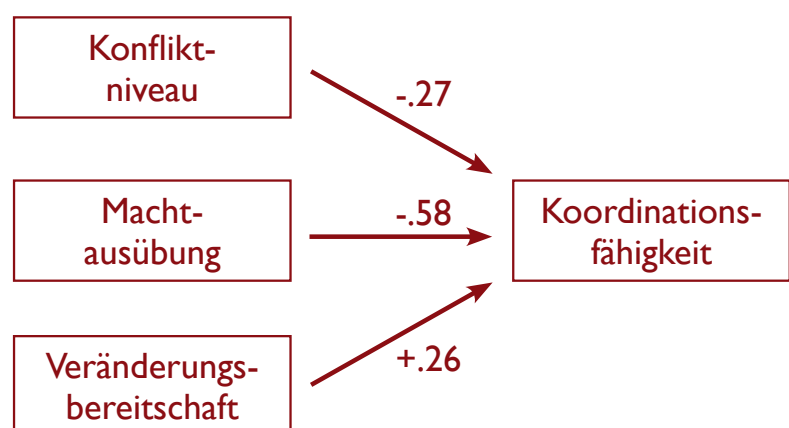 Konflikt-
niveau
-.27
Macht-
ausübung
-.58
Koordinations-
fähigkeit
Veränderungs-
bereitschaft
+.26